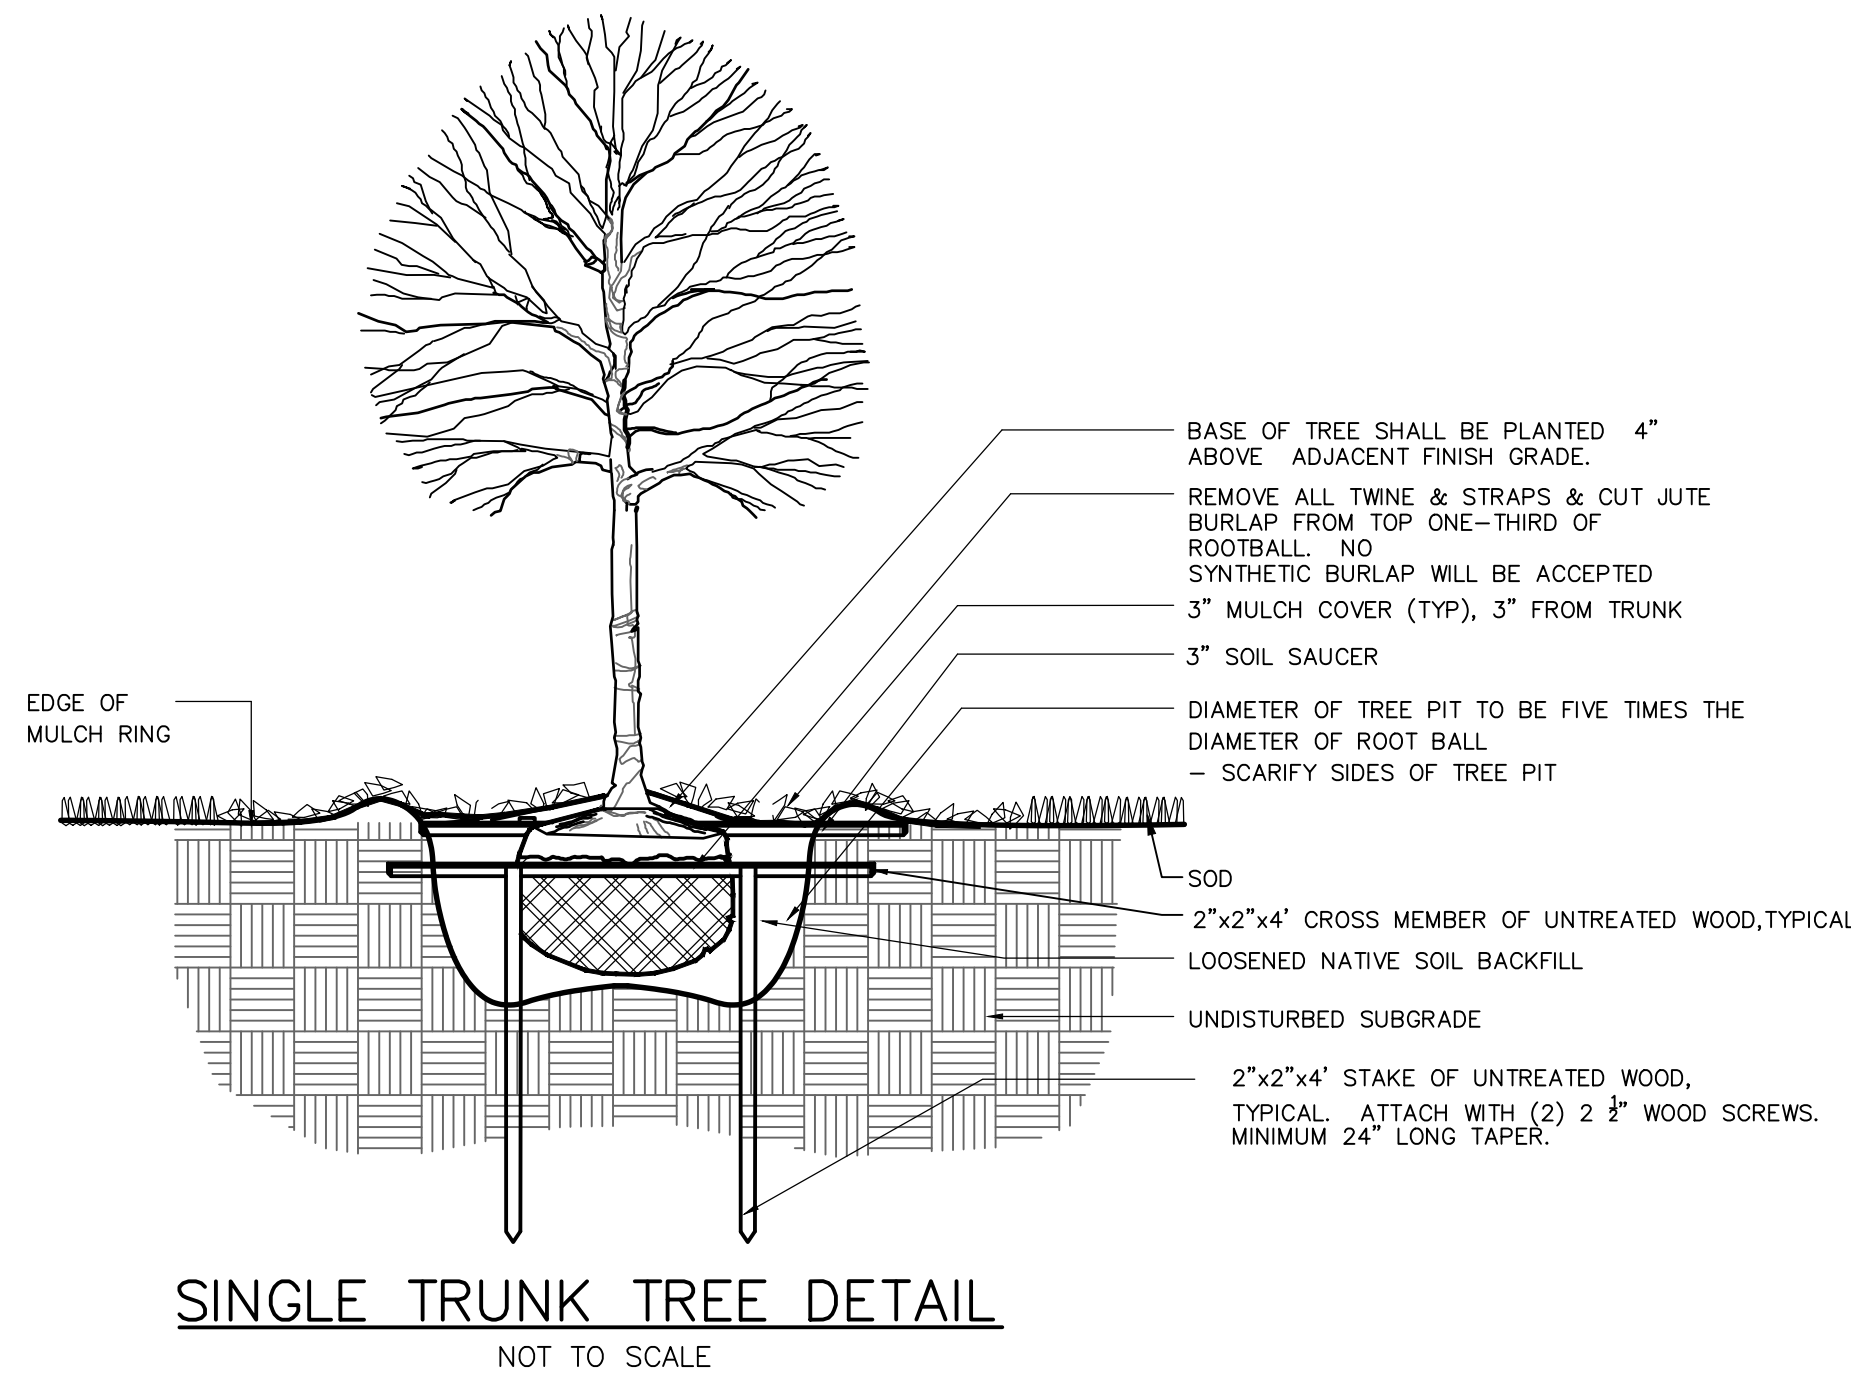 BASE OF TREE SHALL BE PLANTED 4"
ABOVE ADJACENT FINISH GRADE.
REMOVE ALL TWINE & STRAPS & CUT JUTE
BURLAP FROM TOP ONE-THIRD OF
ROOTBALL. NO
SYNTHETIC BURLAP WILL BE ACCEPTED
3" MULCH COVER (TYP), 3" FROM TRUNK
3" SOIL SAUCER
EDGE OF
MULCH RING
DIAMETER OF TREE PIT TO BE FIVE TIMES THE
DIAMETER OF ROOT BALL
- SCARIFY SIDES OF TREE PIT
SOD
2"x2"x4' CROSS MEMBER OF UNTREATED WOOD,TYPICAL
LOOSENED NATIVE SOIL BACKFILL
UNDISTURBED SUBGRADE
2"x2"x4' STAKE OF UNTREATED WOOD,
TYPICAL. ATTACH WITH (2) 2 ½" WOOD SCREWS.
MINIMUM 24" LONG TAPER.
SINGLE TRUNK TREE DETAIL
NOT TO SCALE